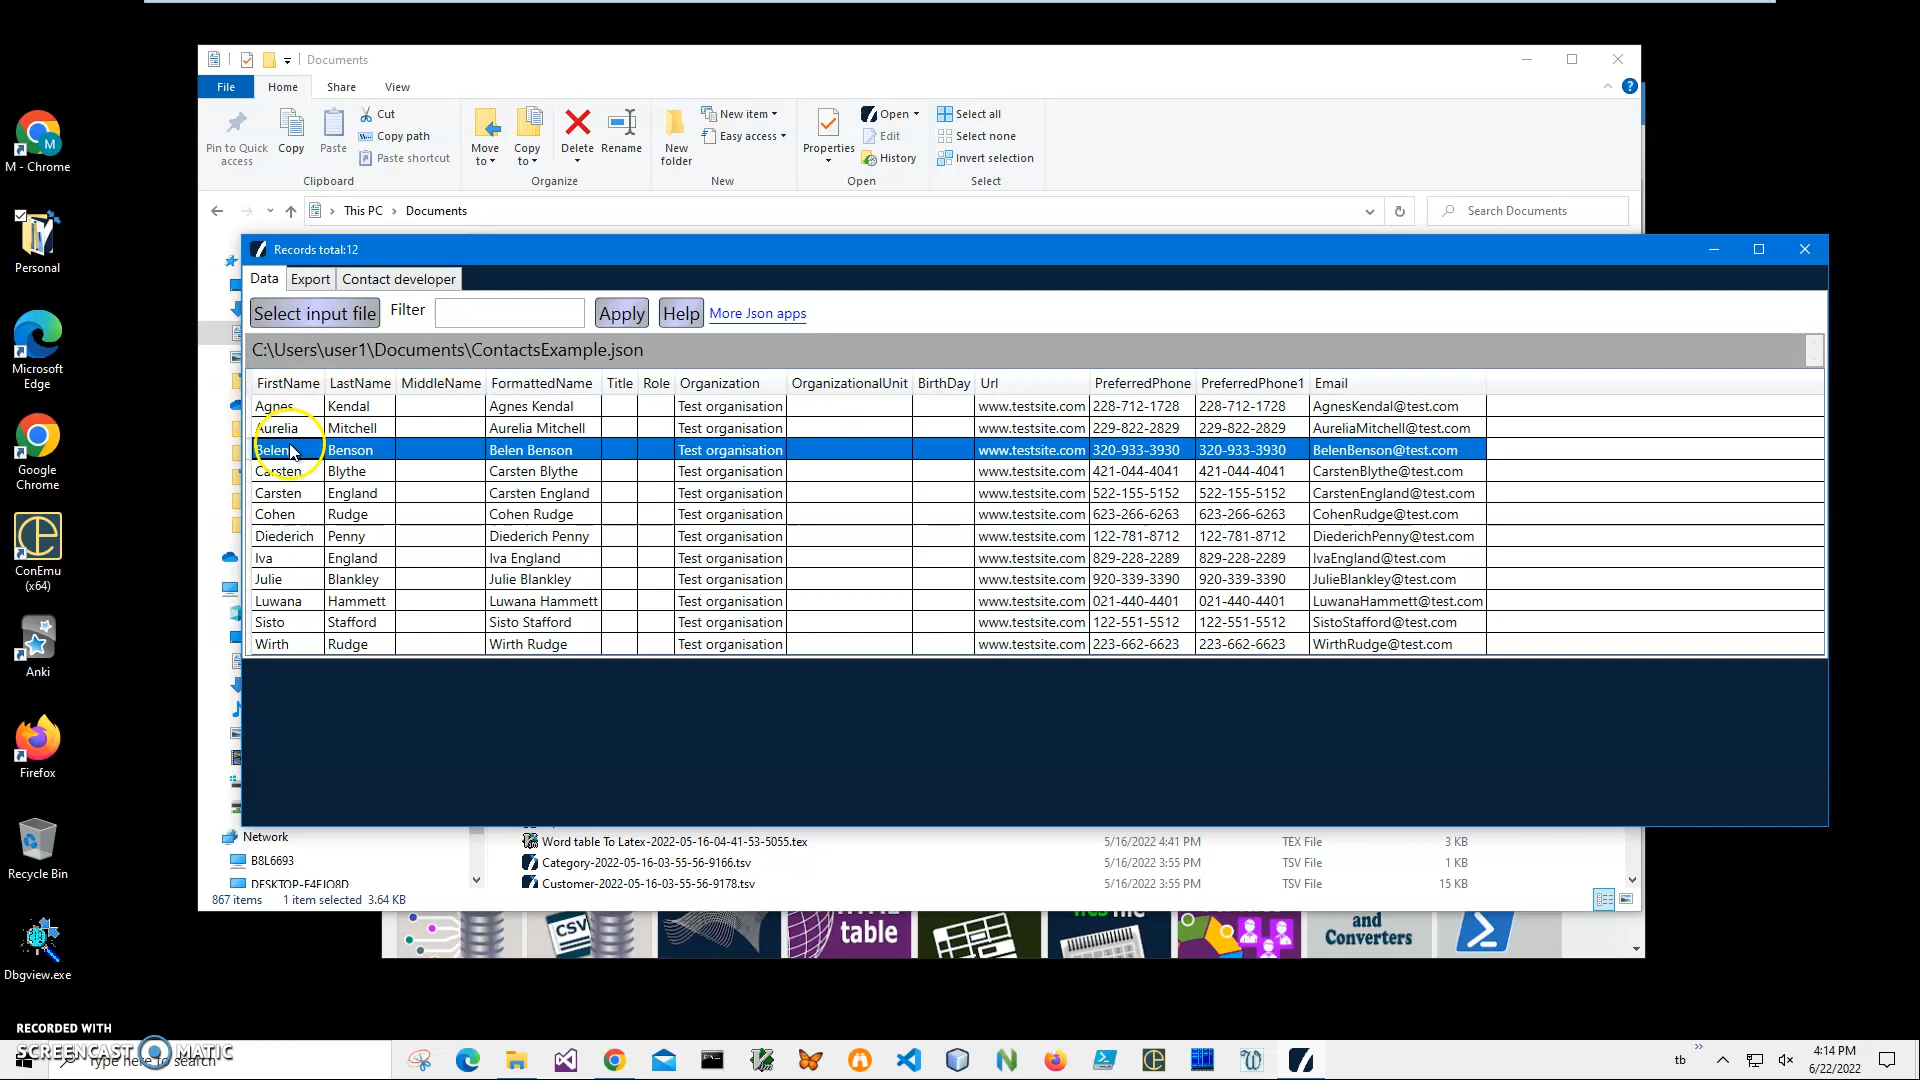 Documents
File Home Share View
Pin to Quick access
Copy
Paste
Cut
Copy path
Paste shortcut
Clipboard
Move to
Copy to
Delete
Rename
Organize
New folder
New item
Easy access
New
Properties
Open
Edit
History
Open
Select all
Select none
Invert selection
Select
This PC > Documents
Search Documents
Records total:12
Data Export Contact developer
Select input file Filter Apply Help More Json apps
C:\Users\user1\Documents\ContactsExample.json
FirstName LastName MiddleName FormattedName Title Role Organization OrganizationalUnit BirthDay Url PreferredPhone PreferredPhone1 Email
Agnes Kendal Agnes Kendal Test organisation www.testsite.com 228-712-1728 228-712-1728 AgnesKendal@test.com
Aurelia Mitchell Aurelia Mitchell Test organisation www.testsite.com 229-822-2829 229-822-2829 AureliaMitchell@test.com
Belen Benson Belen Benson Test organisation www.testsite.com 320-933-3930 320-933-3930 BelenBenson@test.com
Carsten Blythe Carsten Blythe Test organisation www.testsite.com 421-044-4041 421-044-4041 CarstenBlythe@test.com
Carsten England Carsten England Test organisation www.testsite.com 522-155-5152 522-155-5152 CarstenEngland@test.com
Cohen Rudge Cohen Rudge Test organisation www.testsite.com 623-266-6263 623-266-6263 CohenRudge@test.com
Diederich Penny Diederich Penny Test organisation www.testsite.com 122-781-8712 122-781-8712 DiederichPenny@test.com
Iva England Iva England Test organisation www.testsite.com 829-228-2289 829-228-2289 IvaEngland@test.com
Julie Blankley Julie Blankley Test organisation www.testsite.com 920-339-3390 920-339-3390 JulieBlankley@test.com
Luwana Hammett Luwana Hammett Test organisation www.testsite.com 021-440-4401 021-440-4401 LuwanaHammett@test.com
Sisto Stafford Sisto Stafford Test organisation www.testsite.com 122-551-5512 122-551-5512 SistoStafford@test.com
Wirth Rudge Wirth Rudge Test organisation www.testsite.com 223-662-6623 223-662-6623 WirthRudge@test.com
Network
B8L6693
DESKTOP-F4FIO8D
Word table To Latex-2022-05-16-04-41-53-5055.tex 5/16/2022 4:41 PM TEX File 3 KB
Category-2022-05-16-03-55-56-9166.tsv 5/16/2022 3:55 PM TSV File 1 KB
Customer-2022-05-16-03-55-56-9178.tsv 5/16/2022 3:55 PM TSV File 15 KB
867 items 1 item selected 3.64 KB
CSV
table
and
Converters
M - Chrome
Personal
Microsoft Edge
Google Chrome
ConEmu (x64)
Anki
Firefox
Recycle Bin
Dbgview.exe
RECORDED WITH
SCREENCAST MATIC
Type here to search
tb
4:14 PM
6/22/2022